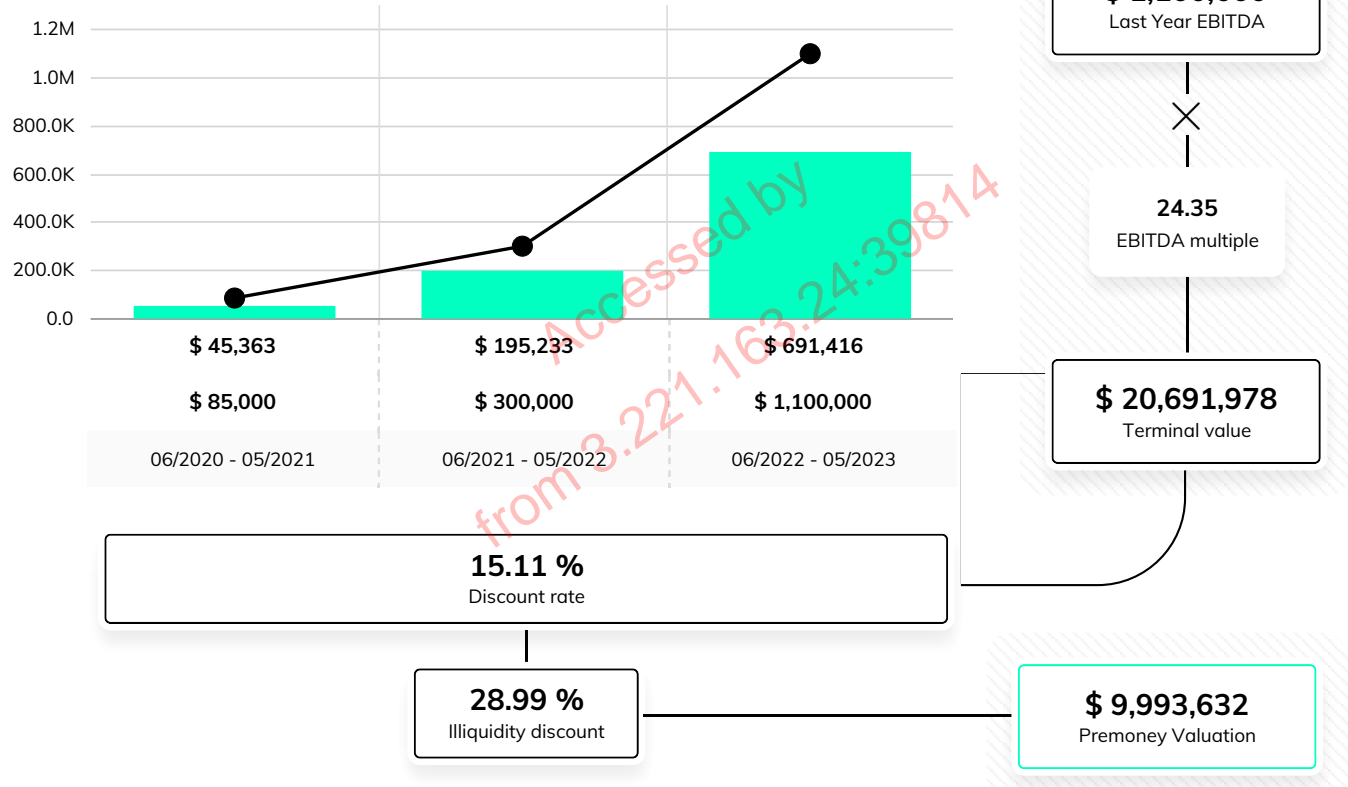 Last Year EBITDA
1.2M
1.0M
800.0K
600.0K
400.0K
200.0K
0.0
24.35
EBITDA multiple
$ 45,363
$ 195,233
$ 691,416
$ 85,000
$ 300,000
$ 1,100,000
06/2020 - 05/2021
06/2021 - 05/2022
06/2022 - 05/2023
$ 20,691,978
Terminal value
15.11 %
Discount rate
28.99 %
Illiquidity discount
$ 9,993,632
Premoney Valuation
Accessed by
from 3.221.163.24:39814